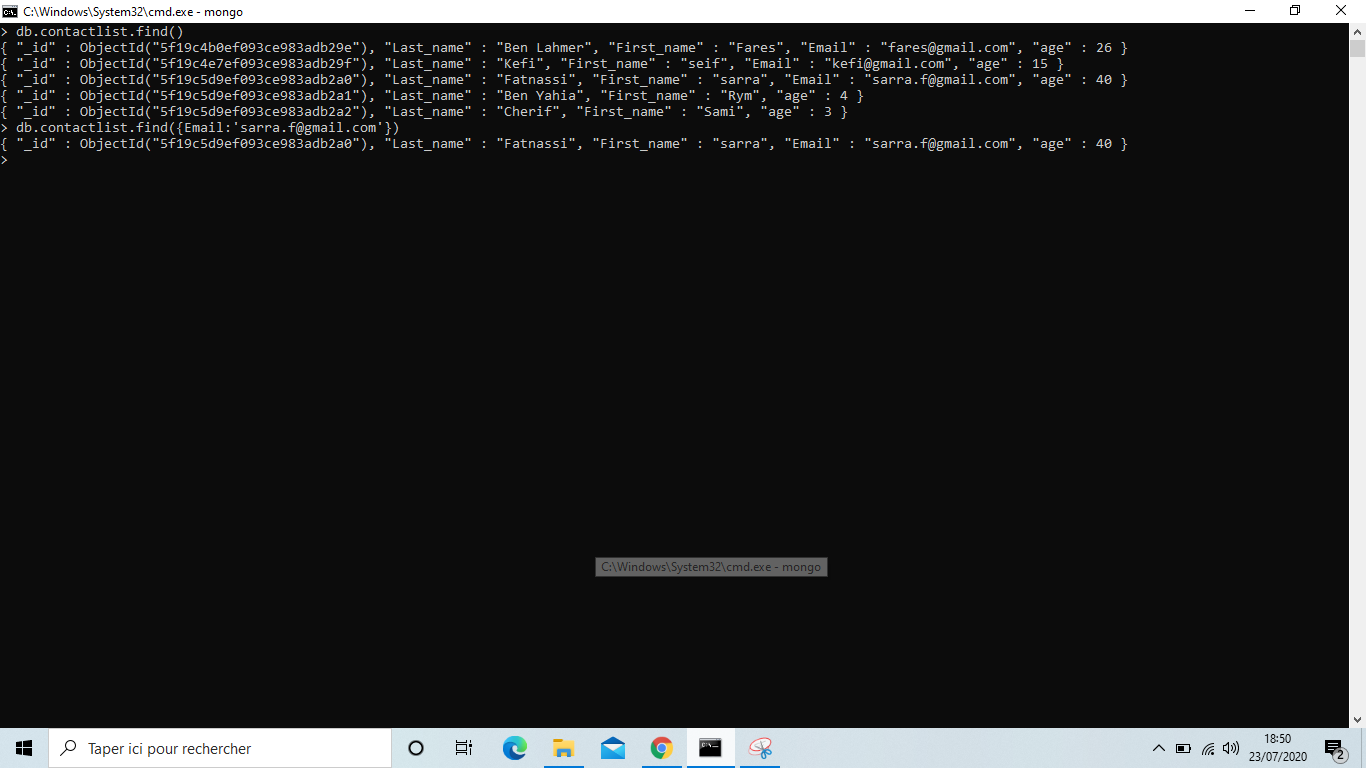 C:\Windows\System32\cmd.exe - mongo
> db.contactlist.find()
{ "_id" : ObjectId("5f19c4b0ef093ce983adb29e"), "Last_name" : "Ben Lahmer", "First_name" : "Fares", "Email" : "fares@gmail.com", "age" : 26 }
{ "_id" : ObjectId("5f19c4e7ef093ce983adb29f"), "Last_name" : "Kefi", "First_name" : "seif", "Email" : "kefi@gmail.com", "age" : 15 }
{ "_id" : ObjectId("5f19c5d9ef093ce983adb2a0"), "Last_name" : "Fatnassi", "First_name" : "sarra", "Email" : "sarra.f@gmail.com", "age" : 40 }
{ "_id" : ObjectId("5f19c5d9ef093ce983adb2a1"), "Last_name" : "Ben Yahia", "First_name" : "Rym", "age" : 4 }
{ "_id" : ObjectId("5f19c5d9ef093ce983adb2a2"), "Last_name" : "Cherif", "First_name" : "Sami", "age" : 3 }
> db.contactlist.find({Email:'sarra.f@gmail.com'})
{ "_id" : ObjectId("5f19c5d9ef093ce983adb2a0"), "Last_name" : "Fatnassi", "First_name" : "sarra", "Email" : "sarra.f@gmail.com", "age" : 40 }
>
C:\Windows\System32\cmd.exe - mongo
Taper ici pour rechercher
18:50
23/07/2020
2